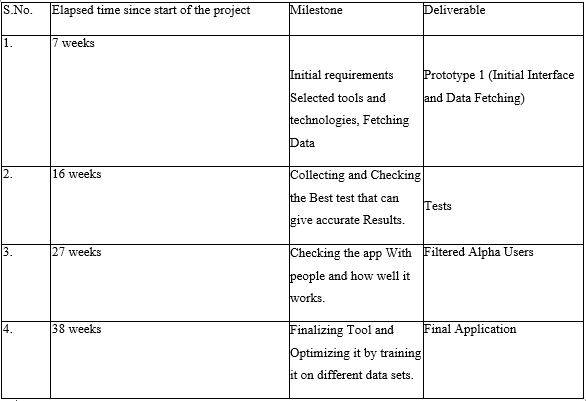 S.No. Elapsed time since start of the project Milestone Deliverable
1. 7 weeks
Initial requirements Prototype 1 (Initial Interface
Selected tools and and Data Fetching)
technologies, Fetching
Data
2. 16 weeks Collecting and Checking
the Best test that can
Tests
give accurate Results.
3. 27 weeks Checking the app With Filtered Alpha Users
people and how well it
works.
4. 38 weeks Finalizing Tool and Final Application
Optimizing it by training
it on different data sets.